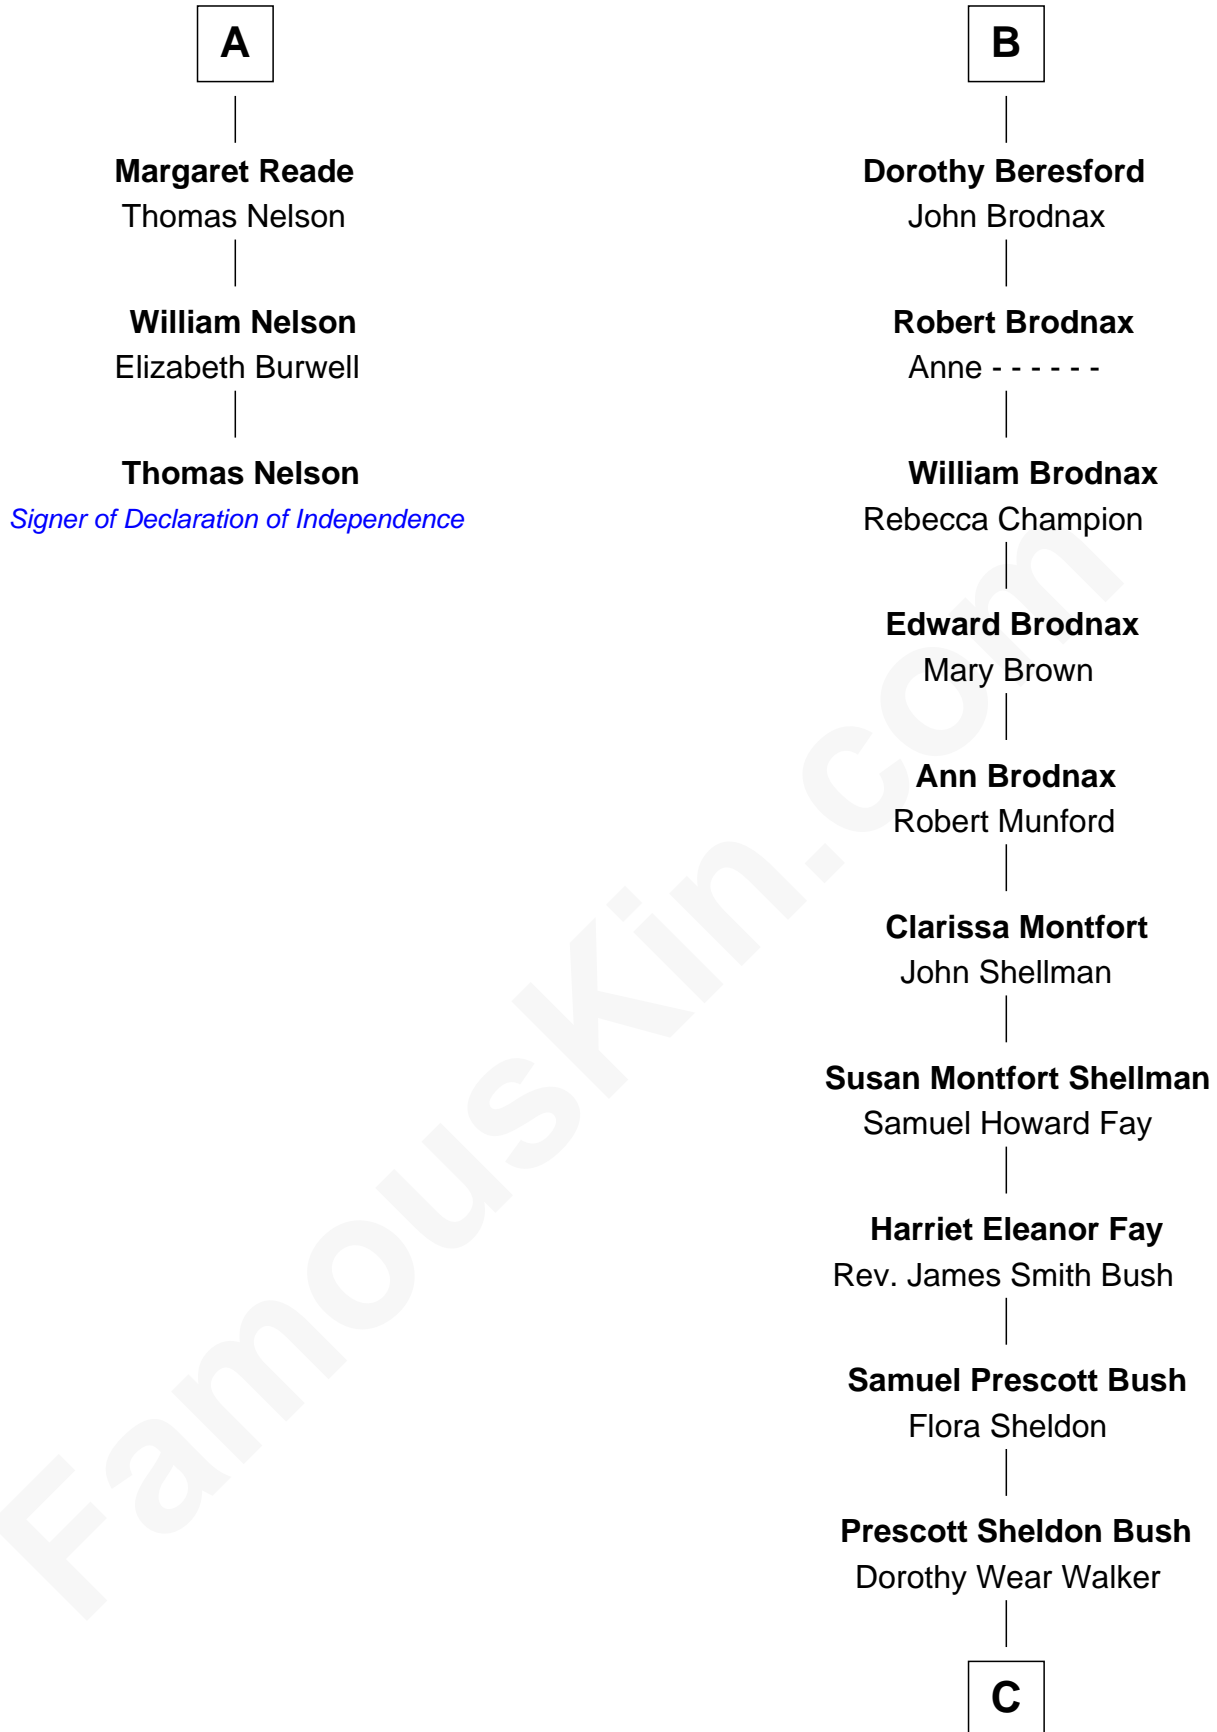 A
Margaret Reade
Thomas Nelson
William Nelson
Elizabeth Burwell
Thomas Nelson
Signer of Declaration of Independence
B
Dorothy Beresford
John Brodnax
Robert Brodnax
Anne - - - - - -
William Brodnax
Rebecca Champion
Edward Brodnax
Mary Brown
Ann Brodnax
Robert Munford
Clarissa Montfort
John Shellman
Susan Montfort Shellman
Samuel Howard Fay
Harriet Eleanor Fay
Rev. James Smith Bush
Samuel Prescott Bush
Flora Sheldon
Prescott Sheldon Bush
Dorothy Wear Walker
C
FamousKin.com